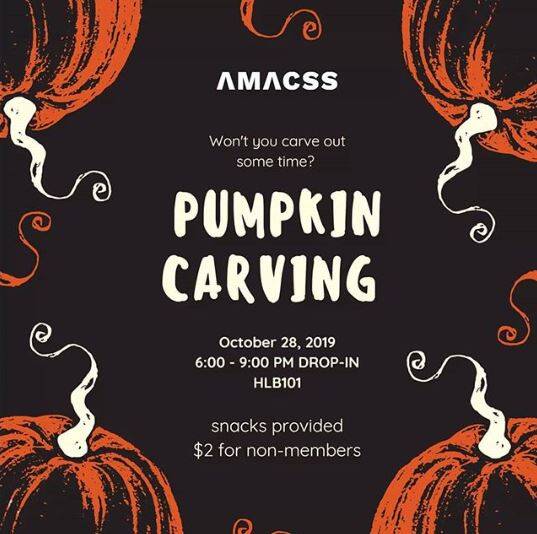 AMACSS
Won't you carve out
some time?
PUMPKIN
CARVING
October 28, 2019
6:00 - 9:00 PM DROP-IN
HLB101
snacks provided
$2 for non-members